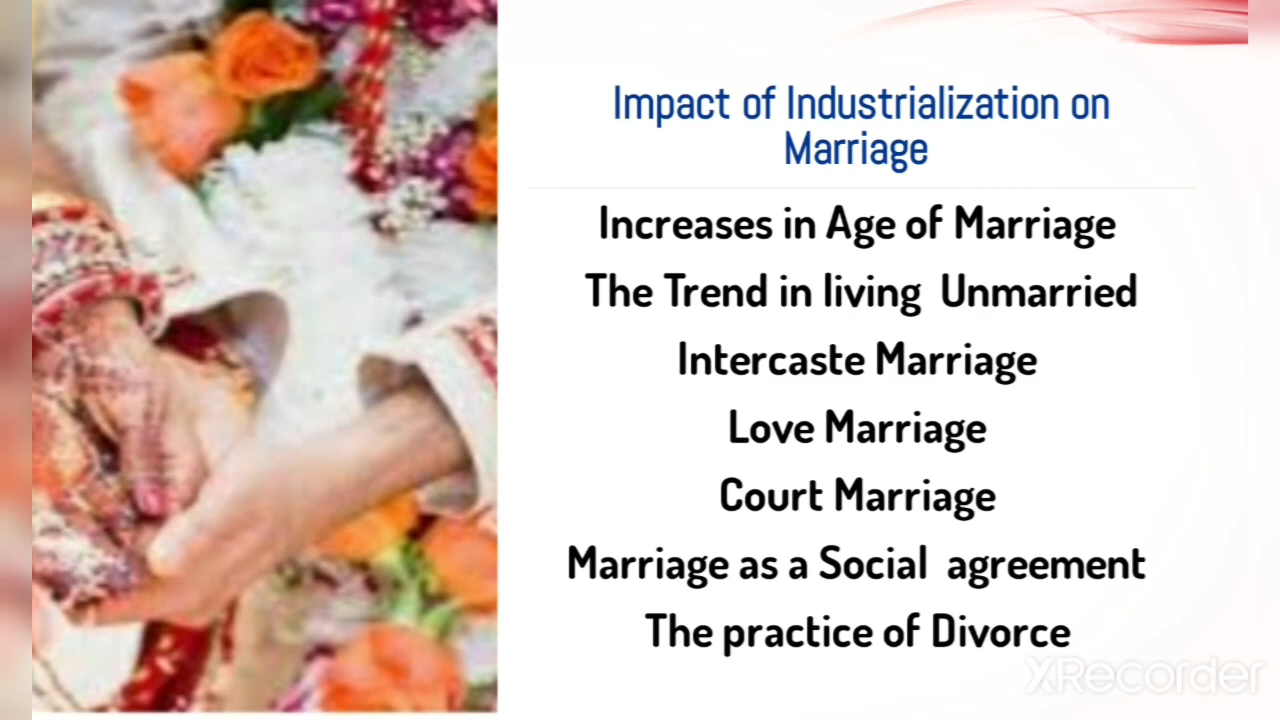 Impact of Industrialization on
Marriage
Increases in Age of Marriage
The Trend in living Unmarried
Intercaste Marriage
Love Marriage
Court Marriage
Marriage as a Social agreement
The practice of Divorce
XRecorder